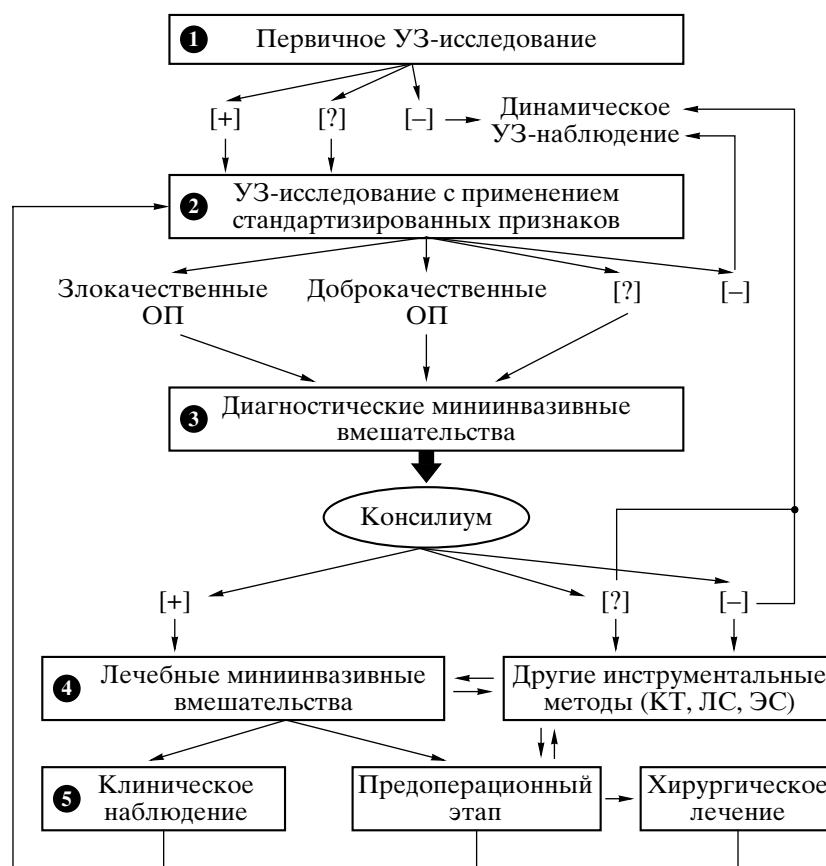 1 Первичное УЗ-исследование
[+] [?] [–] Динамическое
УЗ-наблюдение
2 УЗ-исследование с применением
стандартизированных признаков
Злокачественные
ОП
Доброкачественные
ОП
[?] [–]
3 Диагностические миниинвазивные
вмешательства
Консилиум
[+] [?] [–]
4 Лечебные миниинвазивные
вмешательства
Другие инструментальные
методы (КТ, ЛС, ЭС)
5 Клиническое
наблюдение
Предоперационный
этап
Хирургическое
лечение